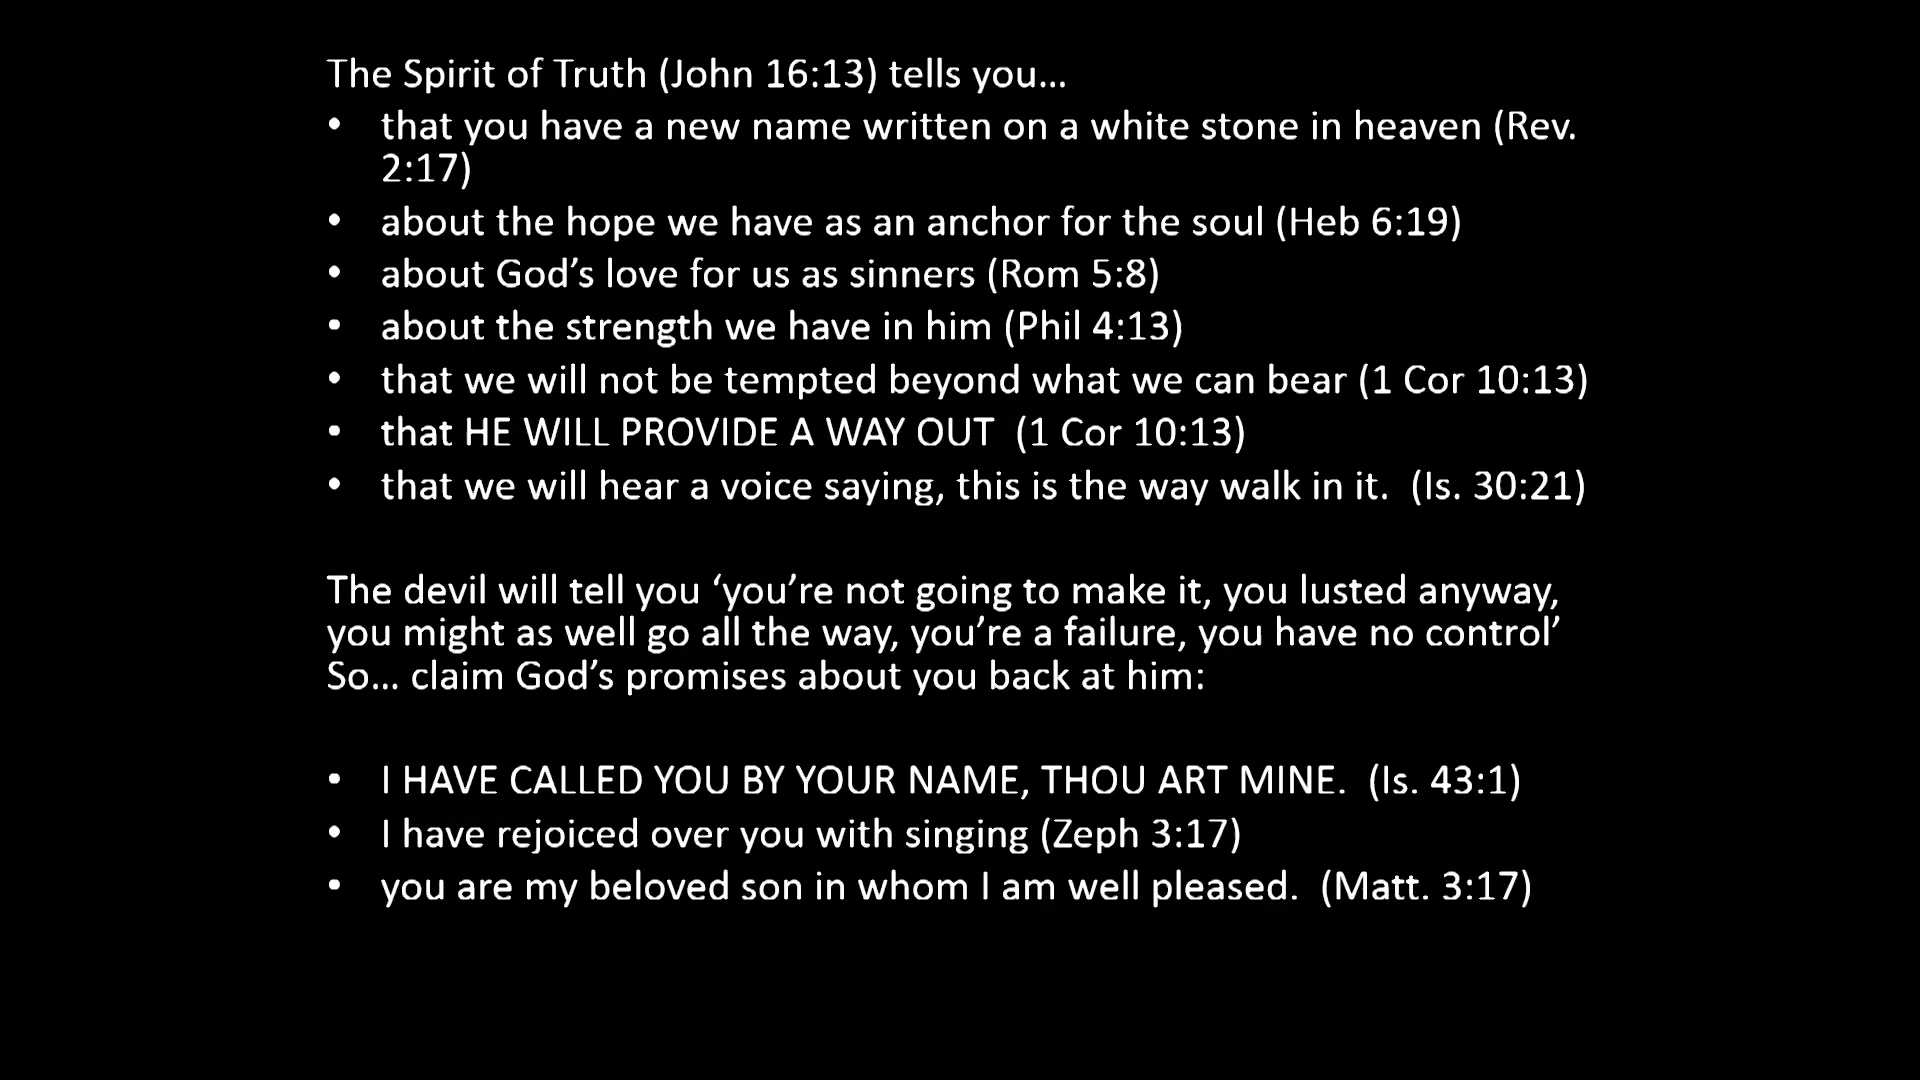 The Spirit of Truth (John 16:13) tells you…
• that you have a new name written on a white stone in heaven (Rev.
2:17)
• about the hope we have as an anchor for the soul (Heb 6:19)
• about God’s love for us as sinners (Rom 5:8)
• about the strength we have in him (Phil 4:13)
• that we will not be tempted beyond what we can bear (1 Cor 10:13)
• that HE WILL PROVIDE A WAY OUT  (1 Cor 10:13)
• that we will hear a voice saying, this is the way walk in it.  (Is. 30:21)
The devil will tell you ‘you’re not going to make it, you lusted anyway,
you might as well go all the way, you’re a failure, you have no control’
So… claim God’s promises about you back at him:
• I HAVE CALLED YOU BY YOUR NAME, THOU ART MINE.  (Is. 43:1)
• I have rejoiced over you with singing (Zeph 3:17)
• you are my beloved son in whom I am well pleased.  (Matt. 3:17)